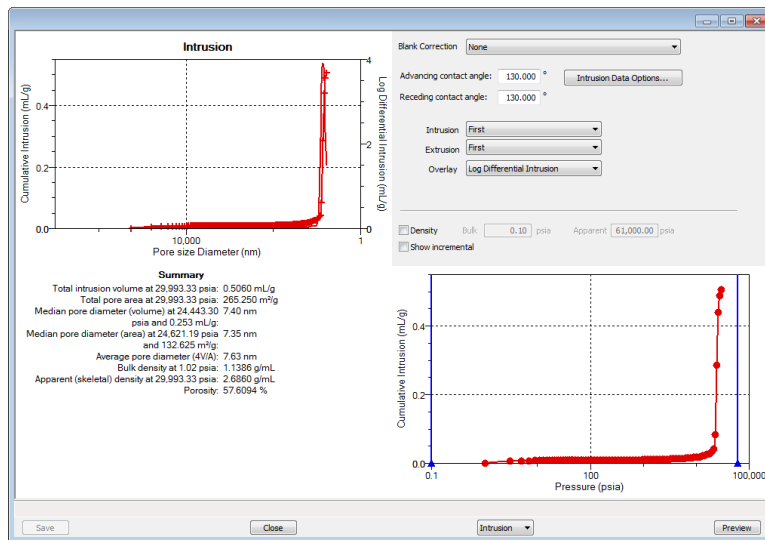 Intrusion
Cumulative Intrusion (mL/g)
0.4
0.2
0.0
4
2
0
Log Differential Intrusion (mL/g)
10,000
1
Pore size Diameter (nm)
Summary
Total intrusion volume at 29,993.33 psia: 0.5060 mL/g
Total pore area at 29,993.33 psia: 265.250 m²/g
Median pore diameter (volume) at 24,443.30 7.40 nm
psia and 0.253 mL/g:
Median pore diameter (area) at 24,621.19 psia 7.35 nm
and 132.625 m²/g:
Average pore diameter (4V/A): 7.63 nm
Bulk density at 1.02 psia: 1.1386 g/mL
Apparent (skeletal) density at 29,993.33 psia: 2.6860 g/mL
Porosity: 57.6094 %
Blank Correction None
Advancing contact angle: 130.000 °
Intrusion Data Options...
Receding contact angle: 130.000 °
Intrusion First
Extrusion First
Overlay Log Differential Intrusion
Density Bulk 0.10 psia Apparent 61,000.00 psia
Show incremental
Cumulative Intrusion (mL/g)
0.4
0.2
0.0
0.1
100
100,000
Pressure (psia)
Save
Close
Intrusion
Preview